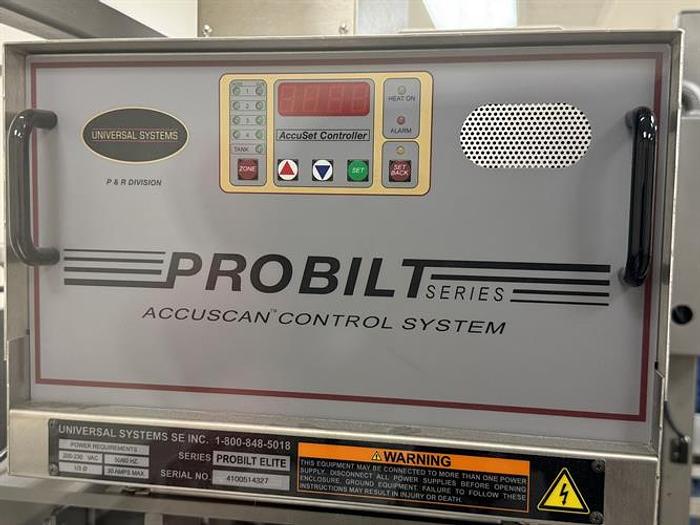 1
2
3
4
TANK
HEAT ON
ALARM
AccuSet Controller
ZONE
SET
SET BACK
UNIVERSAL SYSTEMS
P & R DIVISION
PROBILT
SERIES
ACCUSCAN™ CONTROL SYSTEM
UNIVERSAL SYSTEMS SE INC. 1-800-848-5018
POWER REQUIREMENTS
200-230 VAC 50/60 HZ
1/3 Ø 30 AMPS MAX
SERIES PROBILT ELITE
SERIAL NO. 4100514327
WARNING
THIS EQUIPMENT MAY BE CONNECTED TO MORE THAN ONE POWER
SUPPLY. DISCONNECT ALL POWER SUPPLIES BEFORE OPENING
ENCLOSURE. GROUND EQUIPMENT. FAILURE TO FOLLOW THESE
INSTRUCTIONS MAY RESULT IN INJURY OR DEATH.